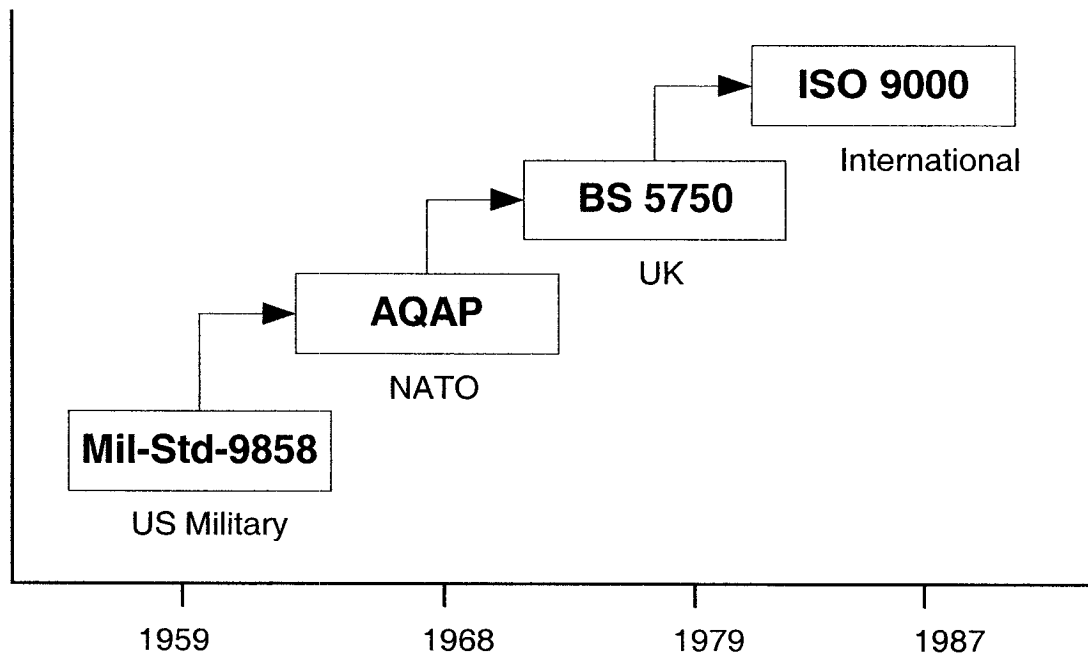 ISO 9000
International
BS 5750
UK
AQAP
NATO
Mil-Std-9858
US Military
1959 1968 1979 1987